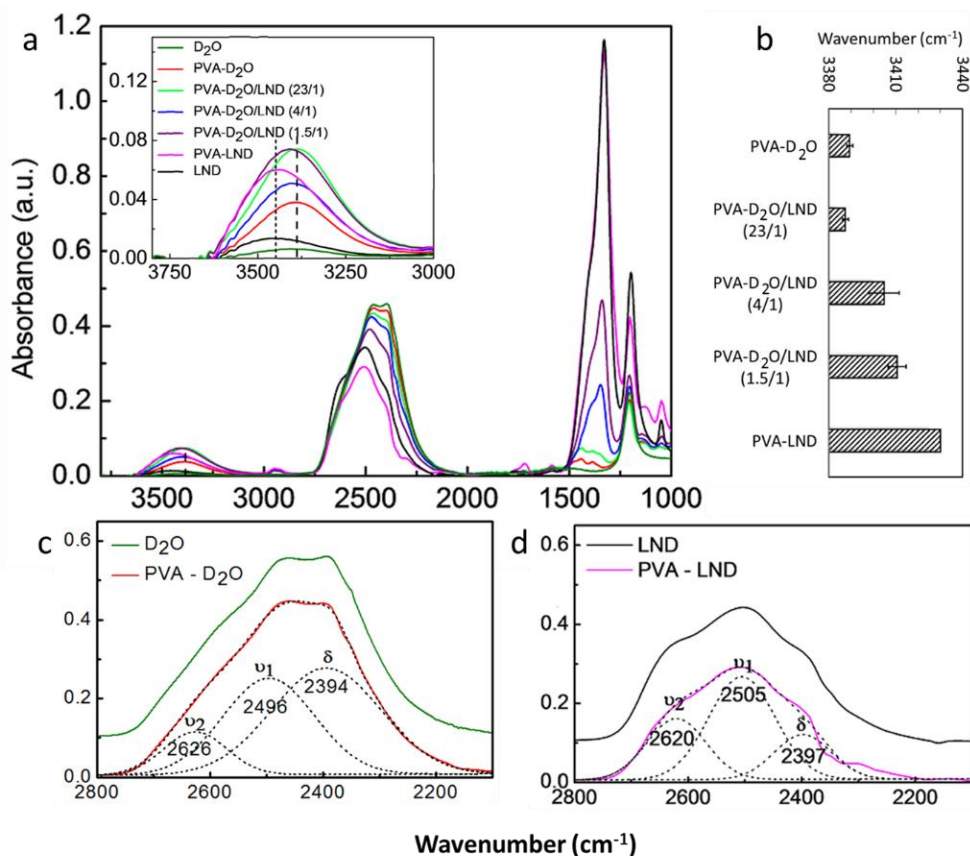 a
Absorbance (a.u.)
1.2
1.0
0.8
0.6
0.4
0.2
0.0
3500 3000 2500 2000 1500 1000
0.12
0.08
0.04
0.00
3750 3500 3250 3000
D₂O
PVA-D₂O
PVA-D₂O/LND (23/1)
PVA-D₂O/LND (4/1)
PVA-D₂O/LND (1.5/1)
PVA-LND
LND
b
Wavenumber (cm⁻¹)
3380 3410 3440
PVA-D₂O
PVA-D₂O/LND
(23/1)
PVA-D₂O/LND
(4/1)
PVA-D₂O/LND
(1.5/1)
PVA-LND
c
0.6
0.4
0.2
0.0
2800 2600 2400 2200
D₂O
PVA - D₂O
υ2
2626
υ1
2496
δ
2394
d
0.6
0.4
0.2
0.0
2800 2600 2400 2200
LND
PVA - LND
υ2
2620
υ1
2505
δ
2397
Wavenumber (cm⁻¹)